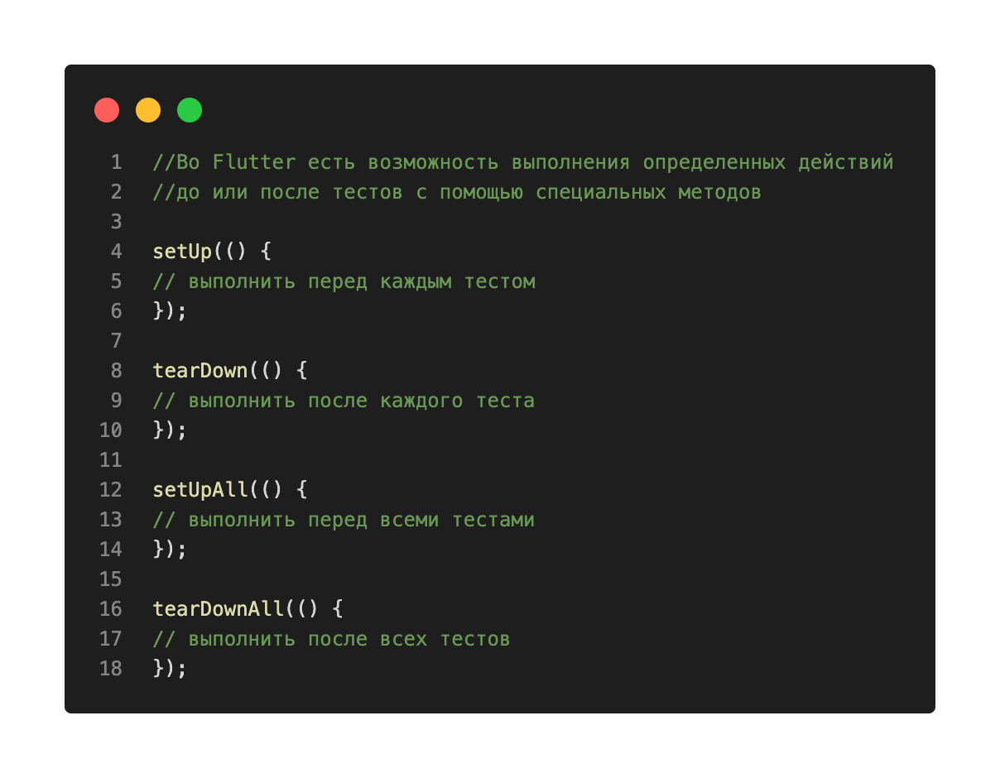 1 //Во Flutter есть возможность выполнения определенных действий
2 //до или после тестов с помощью специальных методов
3
4 setUp(() {
5 // выполнить перед каждым тестом
6 });
7
8 tearDown(() {
9 // выполнить после каждого теста
10 });
11
12 setUpAll(() {
13 // выполнить перед всеми тестами
14 });
15
16 tearDownAll(() {
17 // выполнить после всех тестов
18 });